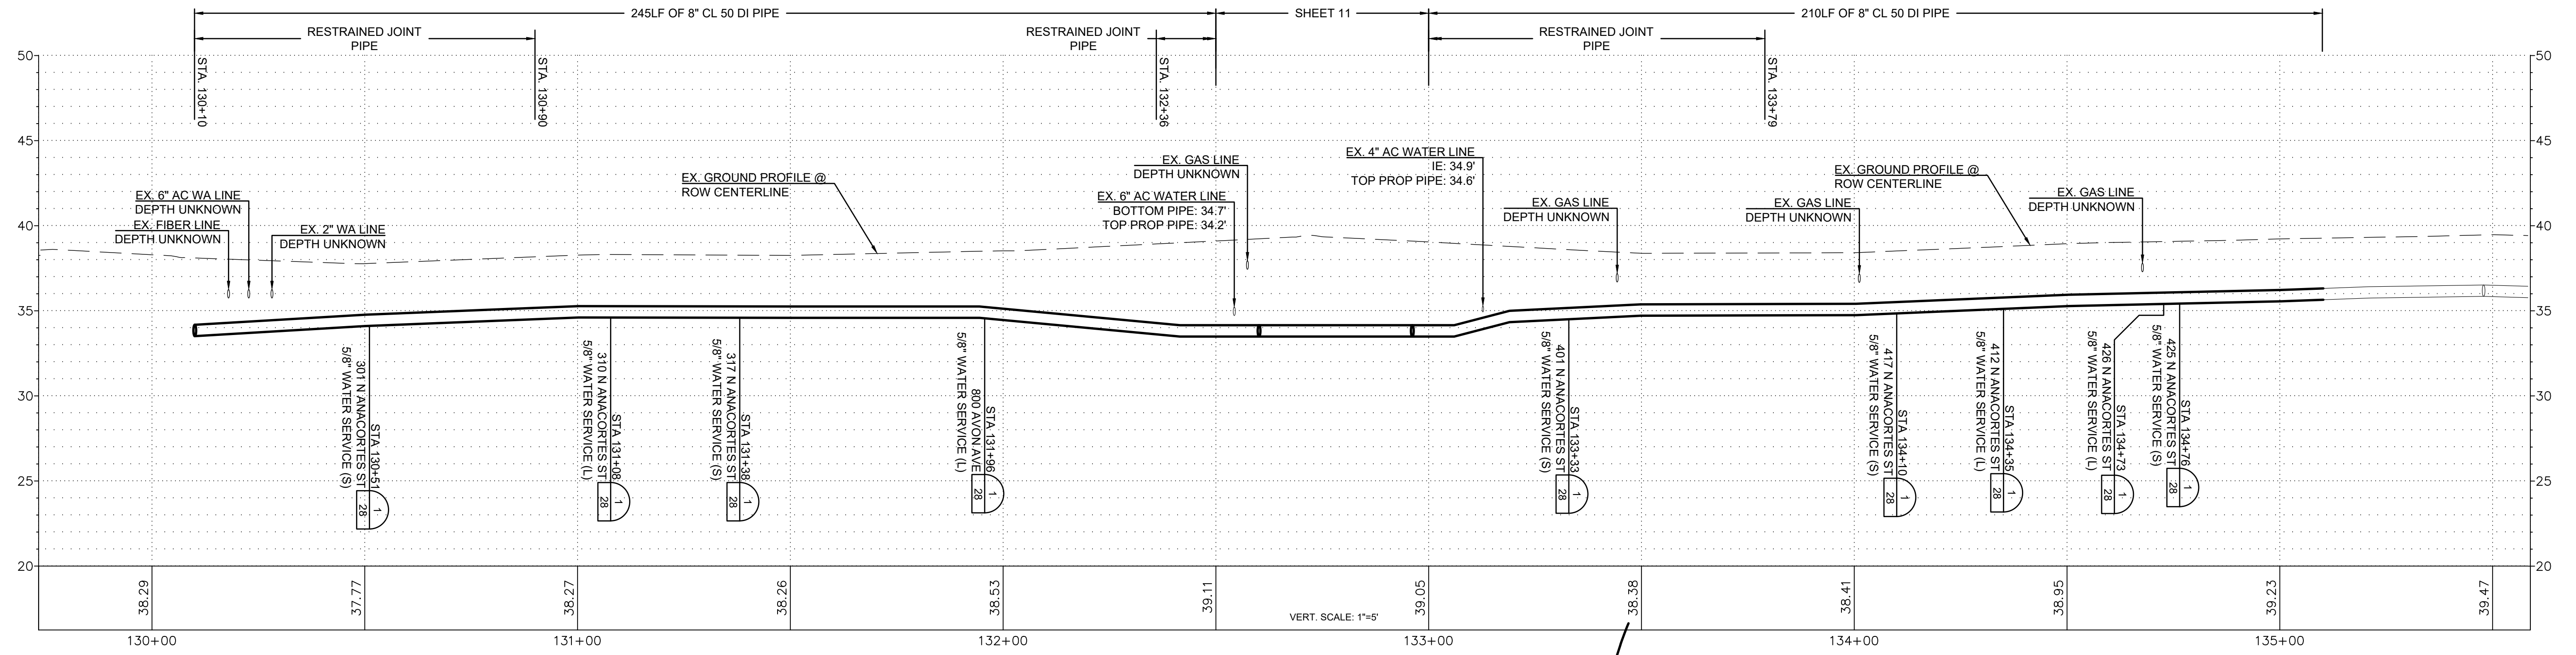 245LF OF 8" CL 50 DI PIPE
SHEET 11
210LF OF 8" CL 50 DI PIPE
RESTRAINED JOINT
PIPE
RESTRAINED JOINT
PIPE
RESTRAINED JOINT
PIPE
STA. 130+10
STA. 130+90
STA. 132+36
STA. 133+79
50
45
40
35
30
25
20
50
45
40
35
30
25
20
EX. 6" AC WA LINE
DEPTH UNKNOWN
EX. FIBER LINE
DEPTH UNKNOWN
EX. 2" WA LINE
DEPTH UNKNOWN
EX. GROUND PROFILE @
ROW CENTERLINE
EX. GAS LINE
DEPTH UNKNOWN
EX. 6" AC WATER LINE
BOTTOM PIPE: 34.7'
TOP PROP PIPE: 34.2'
EX. 4" AC WATER LINE
IE: 34.9'
TOP PROP PIPE: 34.6'
EX. GAS LINE
DEPTH UNKNOWN
EX. GAS LINE
DEPTH UNKNOWN
EX. GROUND PROFILE @
ROW CENTERLINE
EX. GAS LINE
DEPTH UNKNOWN
STA 130+51
301 N ANACORTES ST
5/8" WATER SERVICE (S)
1
28
STA 131+08
310 N ANACORTES ST
5/8" WATER SERVICE (L)
1
28
STA 131+38
317 N ANACORTES ST
5/8" WATER SERVICE (S)
1
28
STA 131+96
800 AVON AVE
5/8" WATER SERVICE (L)
1
28
STA 133+33
401 N ANACORTES ST
5/8" WATER SERVICE (S)
1
28
STA 134+10
417 N ANACORTES ST
5/8" WATER SERVICE (S)
1
28
STA 134+35
412 N ANACORTES ST
5/8" WATER SERVICE (L)
1
28
STA 134+73
426 N ANACORTES ST
5/8" WATER SERVICE (L)
1
28
STA 134+76
425 N ANACORTES ST
5/8" WATER SERVICE (S)
1
28
38.29
37.77
38.27
38.26
38.53
39.11
39.05
38.38
38.41
38.95
39.23
39.47
VERT. SCALE: 1"=5'
130+00
131+00
132+00
133+00
134+00
135+00